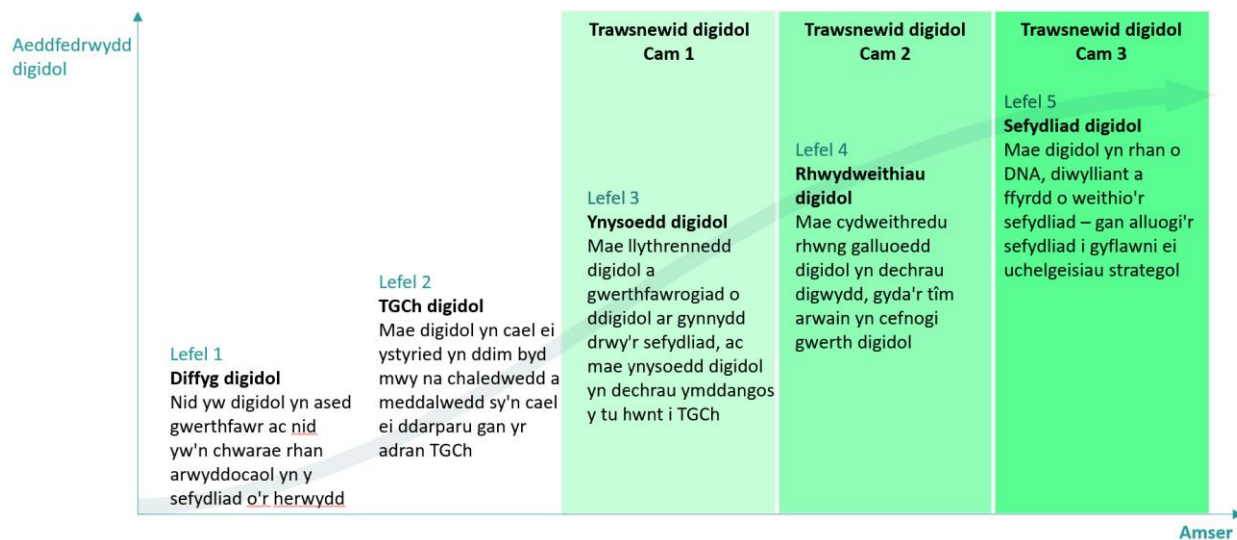 Aeddfedrwydd
digidol
Lefel 1
Diffyg digidol
Nid yw digidol yn ased
gwerthfawr ac nid
yw'n chwarae rhan
arwyddocaol yn y
sefydliad o'r herwydd
Lefel 2
TGCh digidol
Mae digidol yn cael ei
ystyried yn ddim byd
mwy na chaledwedd a
meddalwedd sy'n cael
ei ddarparu gan yr
adran TGCh
Trawsnewid digidol
Cam 1
Lefel 3
Ynysoedd digidol
Mae llythrennedd
digidol a
gwerthfawrogiad o
ddigidol ar gynnydd
drwy'r sefydliad, ac
mae ynysoedd digidol
yn dechrau ymddangos
y tu hwnt i TGCh
Trawsnewid digidol
Cam 2
Lefel 4
Rhwydweithiau
digidol
Mae cydweithredu
rhwng galluoedd
digidol yn dechrau
digwydd, gyda'r tîm
arwain yn cefnogi
gwerth digidol
Trawsnewid digidol
Cam 3
Lefel 5
Sefydliad digidol
Mae digidol yn rhan o
DNA, diwylliant a
ffyrdd o weithio'r
sefydliad – gan alluogi'r
sefydliad i gyflawni ei
uchelgeisiau strategol
Amser